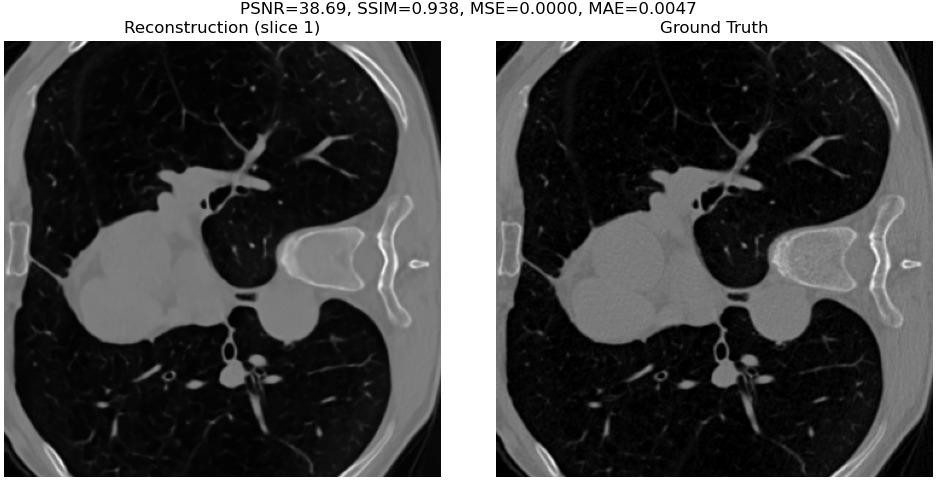 PSNR=38.69, SSIM=0.938, MSE=0.0000, MAE=0.0047
Reconstruction (slice 1)
Ground Truth